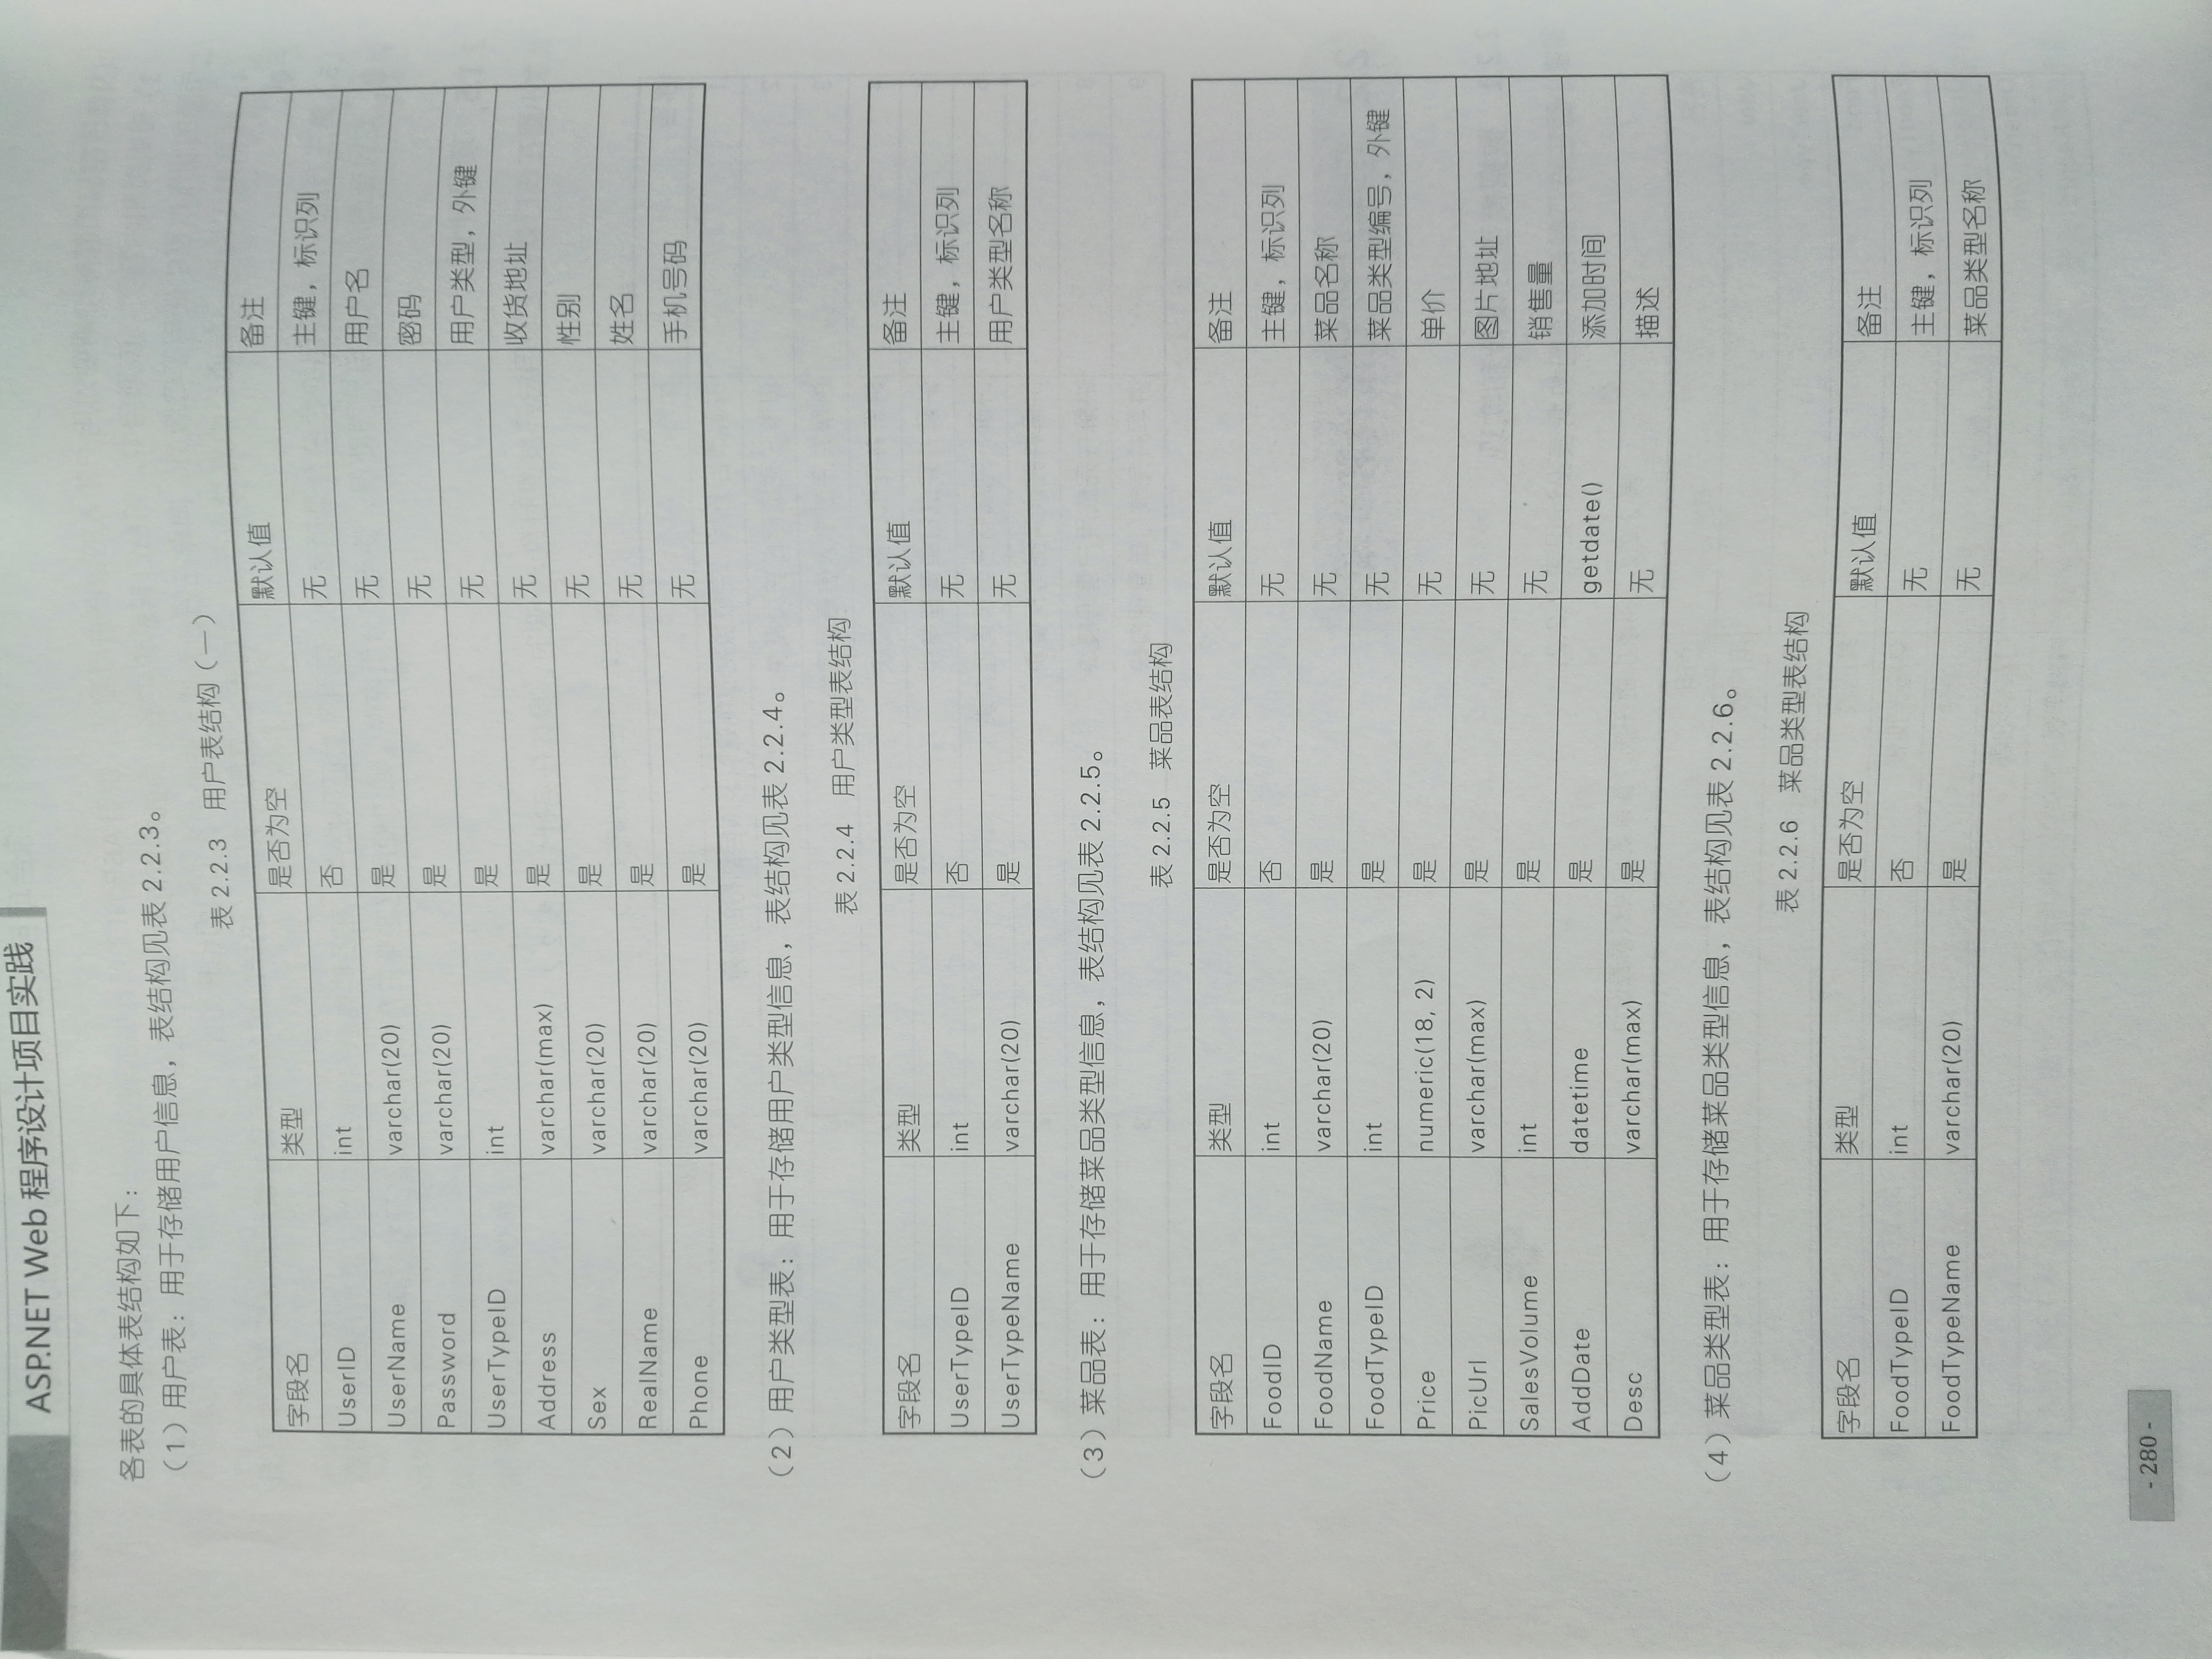 ASP.NET Web 程序设计项目实践
各表的具体表结构如下：
（1）用户表：用于存储用户信息，表结构见表 2.2.3。
表 2.2.3 用户表结构（一）
字段名 类型 是否为空 默认值 备注
UserID int 否 无 主键，标识列
UserName varchar(20) 是 无 用户名
Password varchar(20) 是 无 密码
UserTypeID int 是 无 用户类型，外键
Address varchar(max) 是 无 收货地址
Sex varchar(20) 是 无 性别
RealName varchar(20) 是 无 姓名
Phone varchar(20) 是 无 手机号码
（2）用户类型表：用于存储用户类型信息，表结构见表 2.2.4。
表 2.2.4 用户类型表结构
字段名 类型 是否为空 默认值 备注
UserTypeID int 否 无 主键，标识列
UserTypeName varchar(20) 是 无 用户类型名称
（3）菜品表：用于存储菜品类型信息，表结构见表 2.2.5。
表 2.2.5 菜品表结构
字段名 类型 是否为空 默认值 备注
FoodID int 否 无 主键，标识列
FoodName varchar(20) 是 无 菜品名称
FoodTypeID int 是 无 菜品类型编号，外键
Price numeric(18, 2) 是 无 单价
PicUrl varchar(max) 是 无 图片地址
SalesVolume int 是 无 销售量
AddDate datetime 是 getdate() 添加时间
Desc varchar(max) 是 无 描述
（4）菜品类型表：用于存储菜品类型信息，表结构见表 2.2.6。
表 2.2.6 菜品类型表结构
字段名 类型 是否为空 默认值 备注
FoodTypeID int 否 无 主键，标识列
FoodTypeName varchar(20) 是 无 菜品类型名称
- 280 -